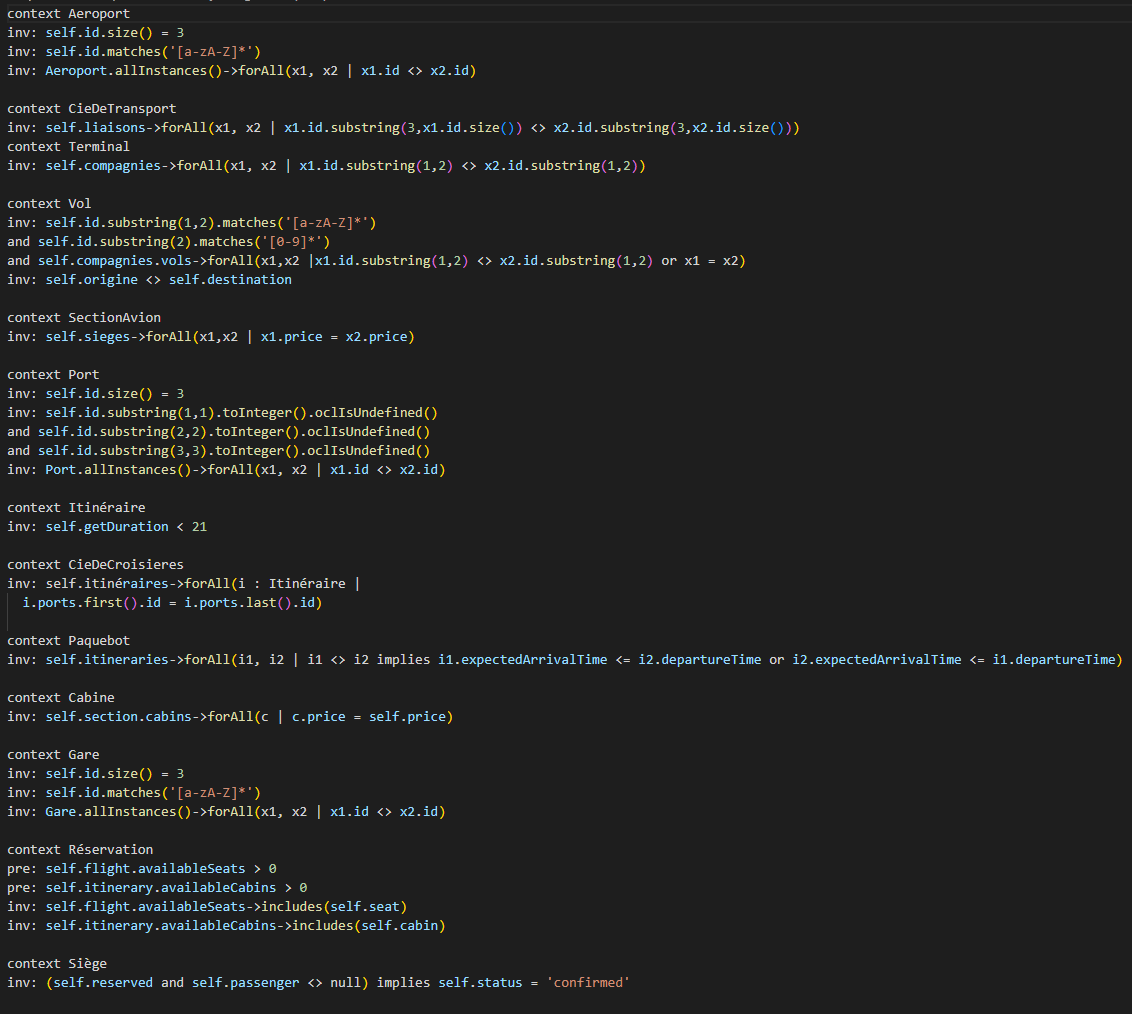 context Aeroport
inv: self.id.size() = 3
inv: self.id.matches('[a-zA-Z]*')
inv: Aeroport.allInstances()->forAll(x1, x2 | x1.id <> x2.id)
context CieDeTransport
inv: self.liaisons->forAll(x1, x2 | x1.id.substring(3,x1.id.size()) <> x2.id.substring(3,x2.id.size()))
context Terminal
inv: self.compagnies->forAll(x1, x2 | x1.id.substring(1,2) <> x2.id.substring(1,2))
context Vol
inv: self.id.substring(1,2).matches('[a-zA-Z]*')
and self.id.substring(2).matches('[0-9]*')
and self.compagnies.vols->forAll(x1,x2 |x1.id.substring(1,2) <> x2.id.substring(1,2) or x1 = x2)
inv: self.origine <> self.destination
context SectionAvion
inv: self.sieges->forAll(x1,x2 | x1.price = x2.price)
context Port
inv: self.id.size() = 3
inv: self.id.substring(1,1).toInteger().oclIsUndefined()
and self.id.substring(2,2).toInteger().oclIsUndefined()
and self.id.substring(3,3).toInteger().oclIsUndefined()
inv: Port.allInstances()->forAll(x1, x2 | x1.id <> x2.id)
context Itinéraire
inv: self.getDuration < 21
context CieDeCroisieres
inv: self.itinéraires->forAll(i : Itinéraire |
i.ports.first().id = i.ports.last().id)
context Paquebot
inv: self.itineraries->forAll(i1, i2 | i1 <> i2 implies i1.expectedArrivalTime <= i2.departureTime or i2.expectedArrivalTime <= i1.departureTime)
context Cabine
inv: self.section.cabins->forAll(c | c.price = self.price)
context Gare
inv: self.id.size() = 3
inv: self.id.matches('[a-zA-Z]*')
inv: Gare.allInstances()->forAll(x1, x2 | x1.id <> x2.id)
context Réservation
pre: self.flight.availableSeats > 0
pre: self.itinerary.availableCabins > 0
inv: self.flight.availableSeats->includes(self.seat)
inv: self.itinerary.availableCabins->includes(self.cabin)
context Siège
inv: (self.reserved and self.passenger <> null) implies self.status = 'confirmed'